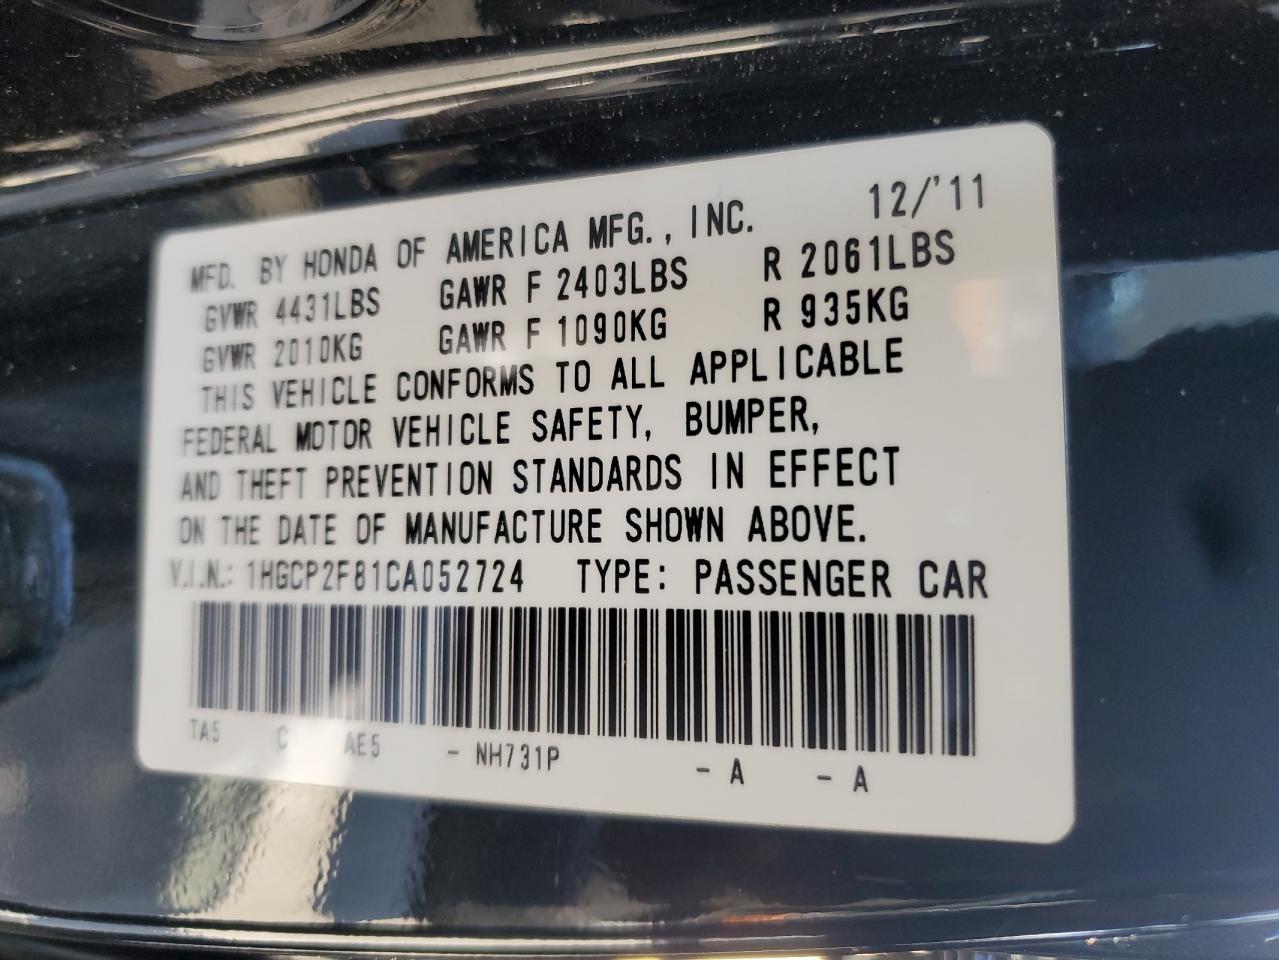 12/'11
MFD. BY HONDA OF AMERICA MFG., INC.
GVWR 4431LBS GAWR F 2403LBS R 2061LBS
GVWR 2010KG GAWR F 1090KG R 935KG
THIS VEHICLE CONFORMS TO ALL APPLICABLE
FEDERAL MOTOR VEHICLE SAFETY, BUMPER,
AND THEFT PREVENTION STANDARDS IN EFFECT
ON THE DATE OF MANUFACTURE SHOWN ABOVE.
V.I.N.: 1HGCP2F81CA052724 TYPE: PASSENGER CAR
TA5 C AE5 - NH731P - A - A